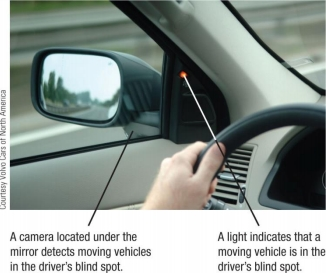 Courtesy Volvo Cars of North America
A camera located under the
mirror detects moving vehicles
in the driver's blind spot.
A light indicates that a
moving vehicle is in the
driver's blind spot.